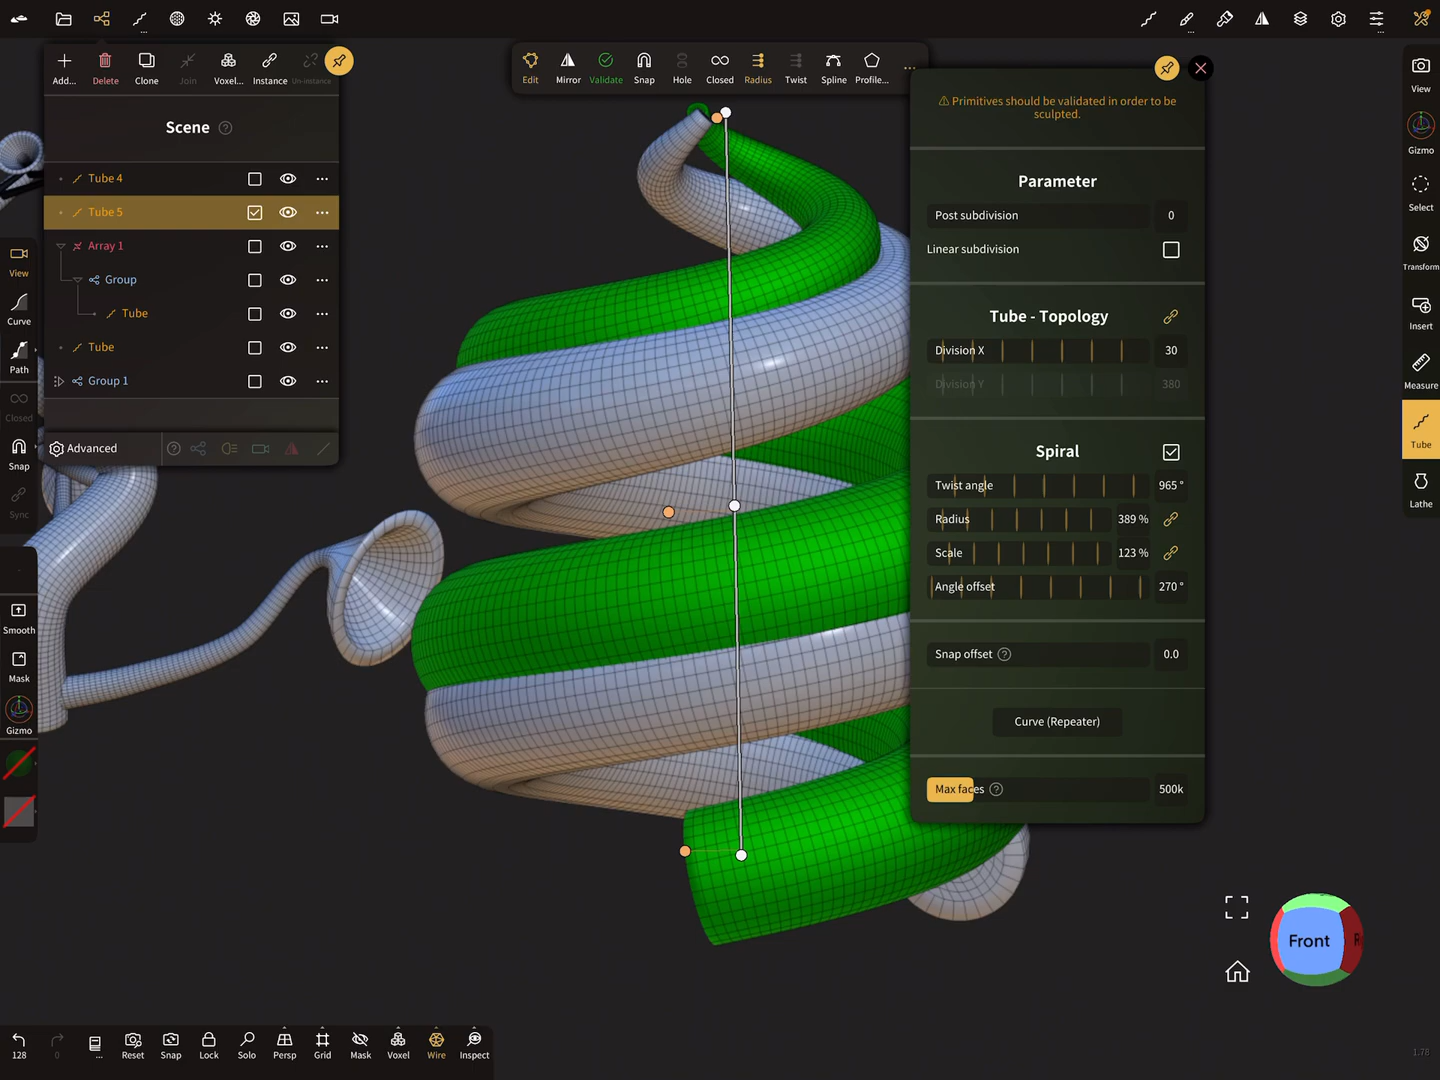 Add...
Delete
Clone
Join
Voxel...
Instance
Un-instance
Edit
Mirror
Validate
Snap
Hole
Closed
Radius
Twist
Spline
Profile...
...
Scene
Tube 4
Tube 5
Array 1
Group
Tube
Tube
Group 1
Advanced
View
Curve
Path
Closed
Snap
Sync
Smooth
Mask
Gizmo
Primitives should be validated in order to be
sculpted.
Parameter
Post subdivision 0
Linear subdivision
Tube - Topology
Division X 30
Division Y 380
Spiral
Twist angle 965 °
Radius 389 %
Scale 123 %
Angle offset 270 °
Snap offset ? 0.0
Curve (Repeater)
Max faces ? 500k
View
Gizmo
Select
Transform
Insert
Measure
Tube
Lathe
Front
R
128
0
...
Reset
Snap
Lock
Solo
Persp
Grid
Mask
Voxel
Wire
Inspect
1.78